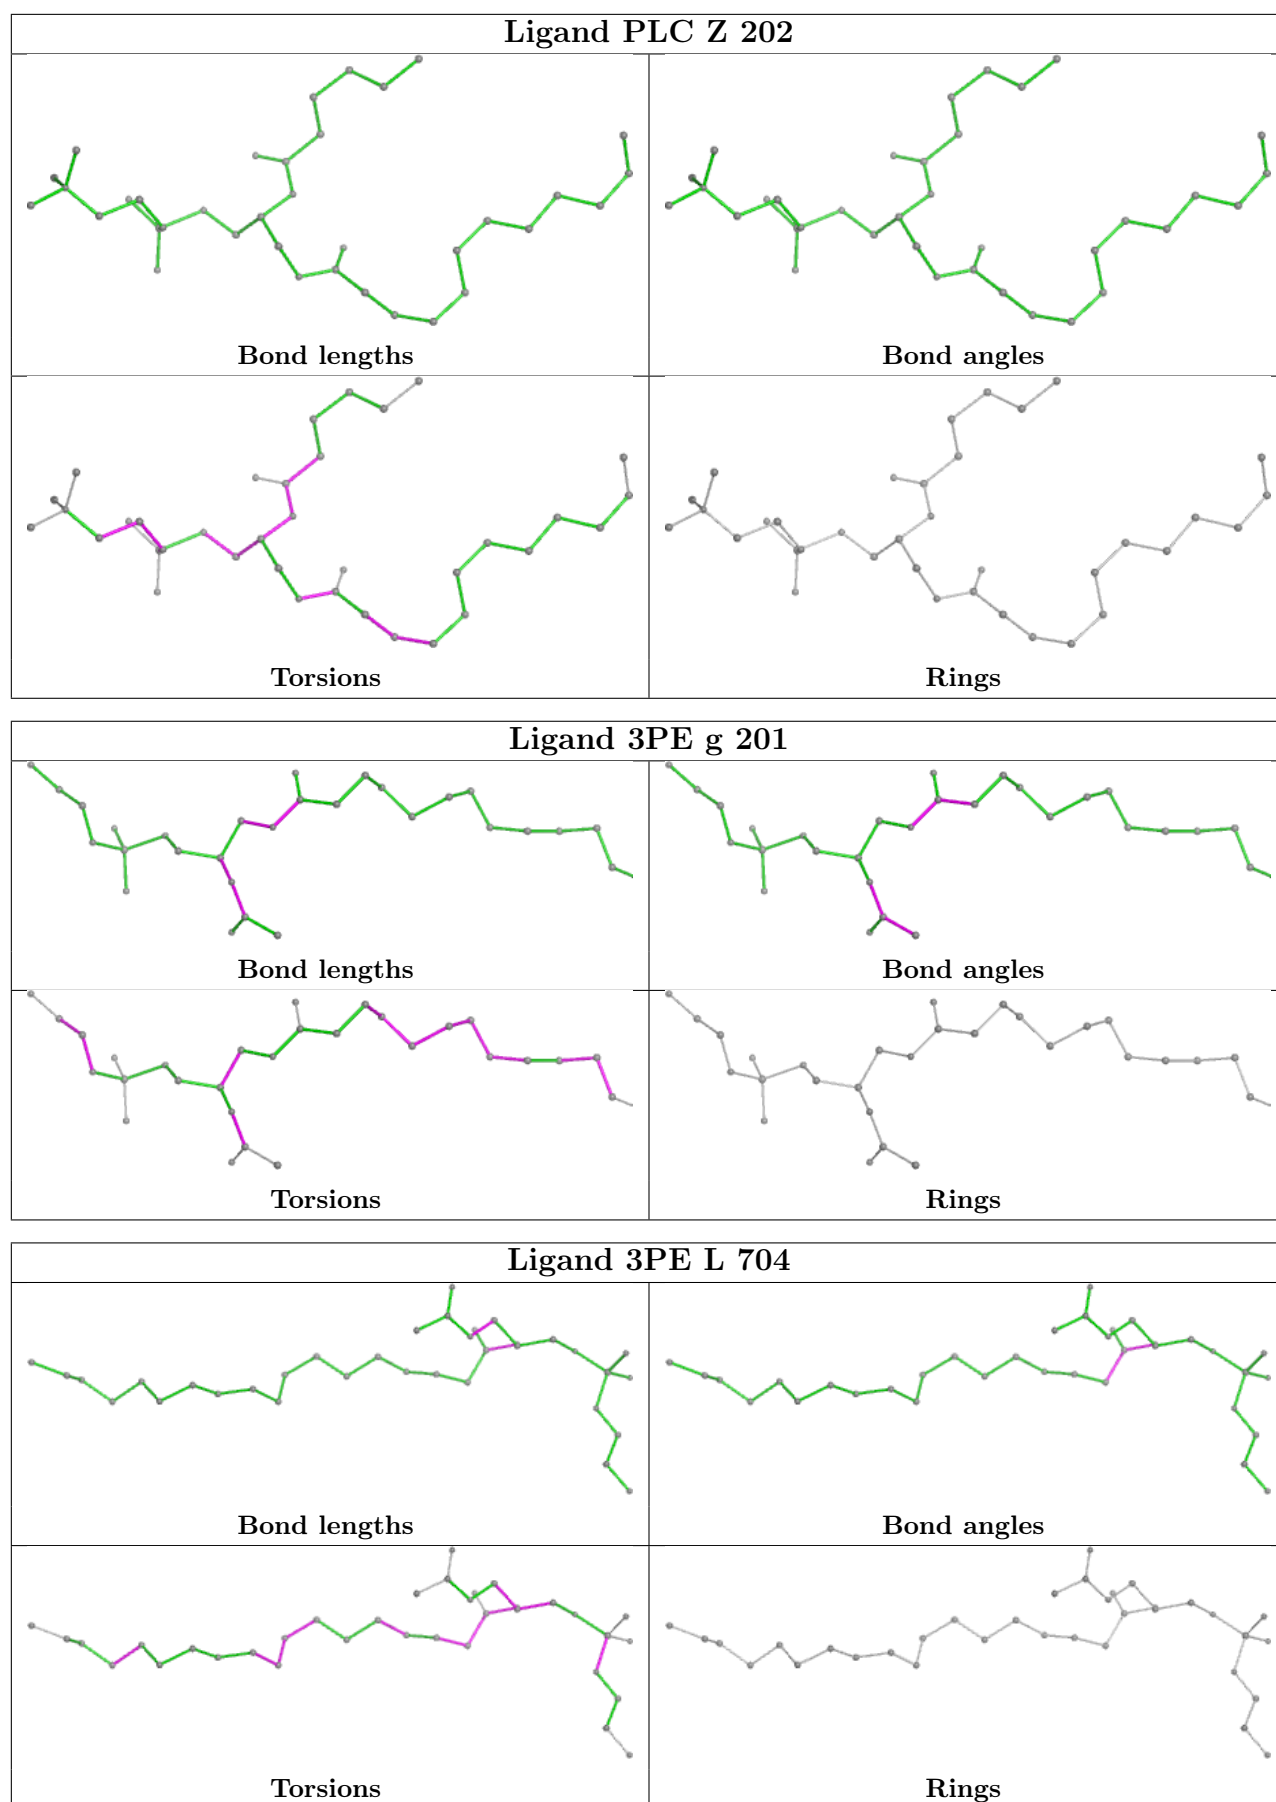 Ligand PLC Z 202
Bond lengths
Bond angles
Torsions
Rings
Ligand 3PE g 201
Bond lengths
Bond angles
Torsions
Rings
Ligand 3PE L 704
Bond lengths
Bond angles
Torsions
Rings